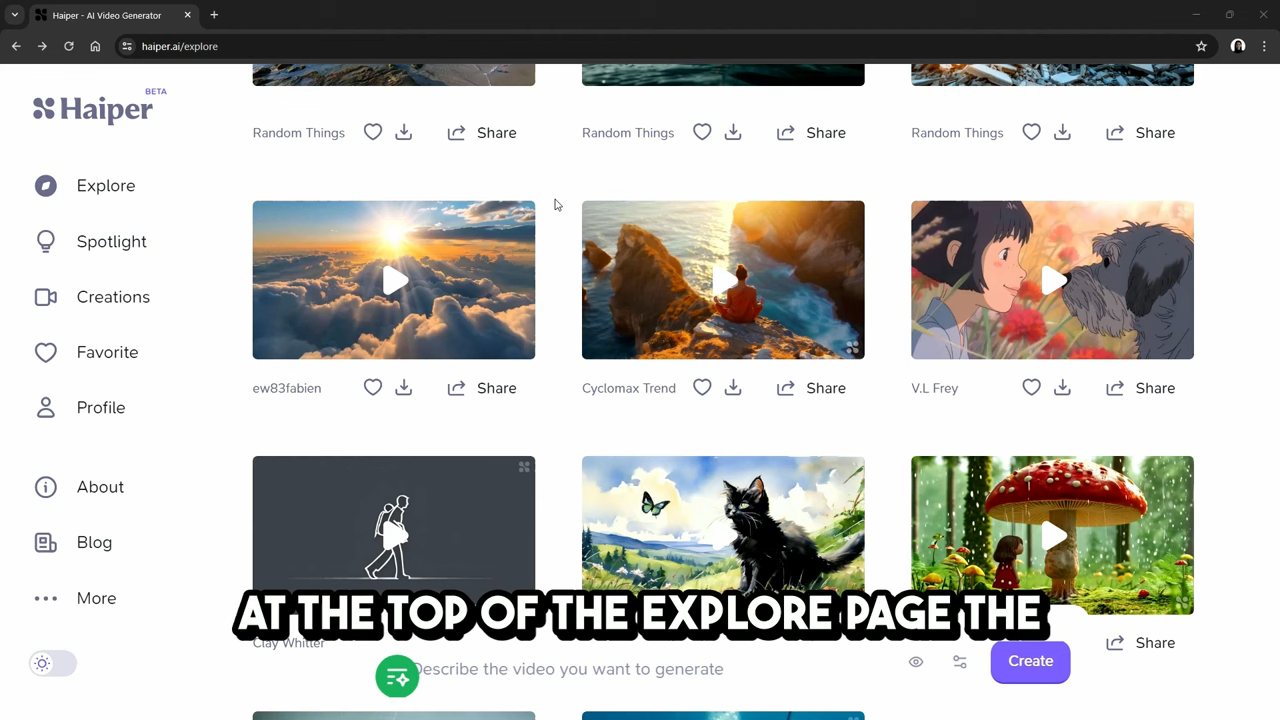 Haiper - AI Video Generator
haiper.ai/explore
Haiper BETA
Explore
Spotlight
Creations
Favorite
Profile
About
Blog
More
Random Things Share
Random Things Share
Random Things Share
ew83fabien Share
Cyclomax Trend Share
V.L Frey Share
AT THE TOP OF THE EXPLORE PAGE THE
Clay Whitter
Share
Describe the video you want to generate
Create